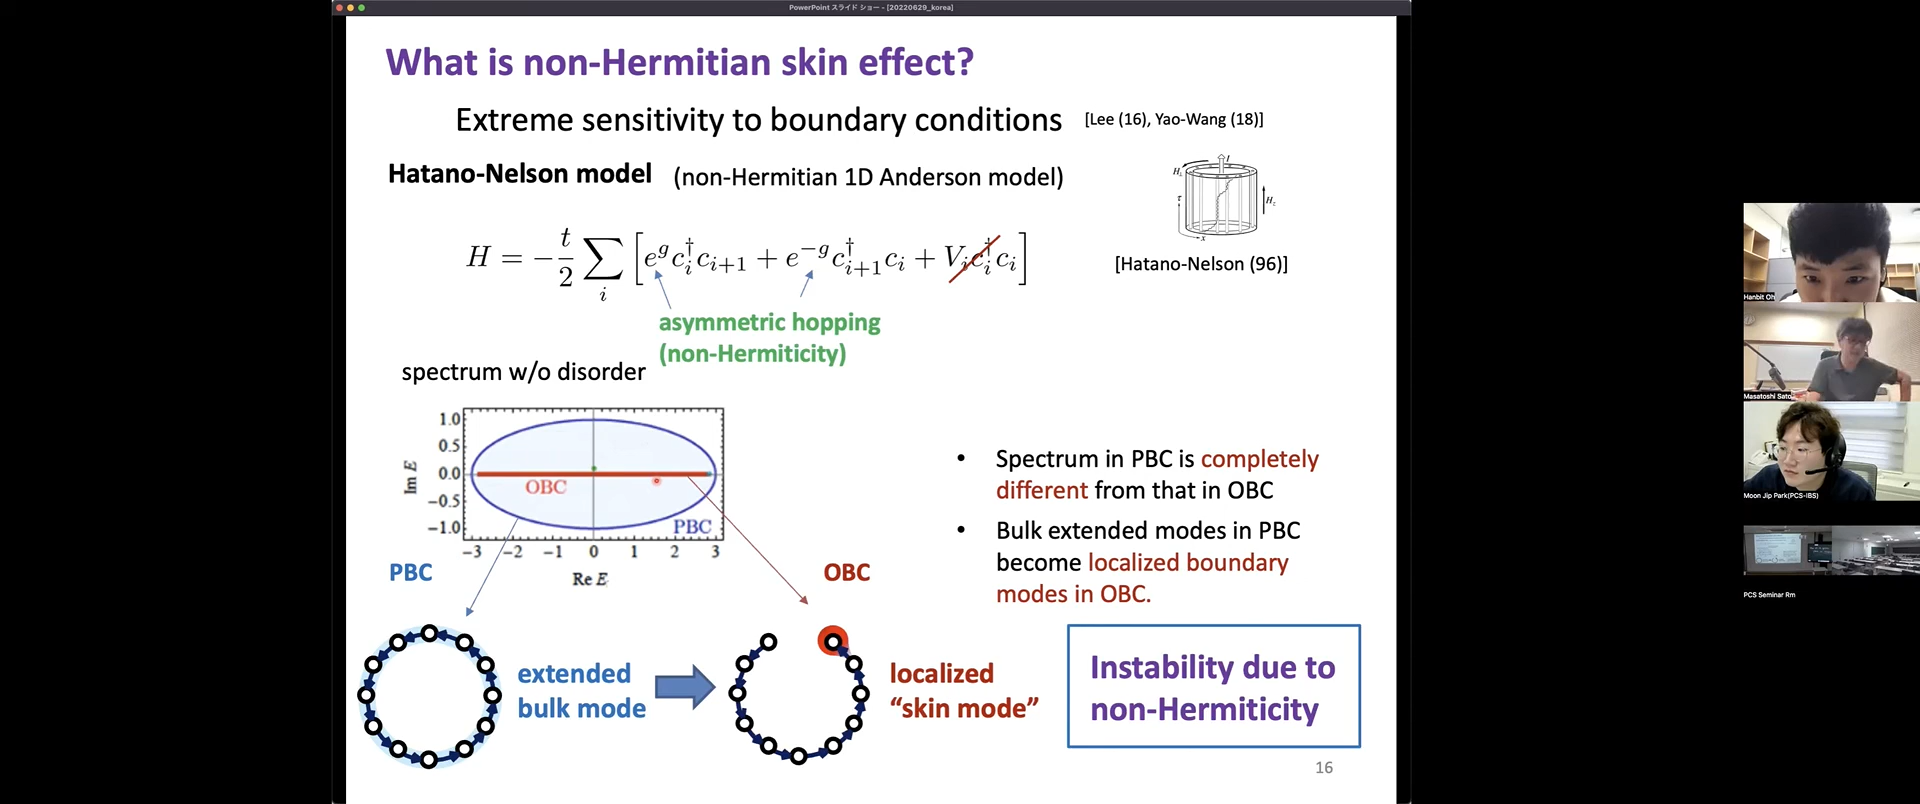 PowerPoint スライド ショー - [20220629_korea]
What is non-Hermitian skin effect?
Extreme sensitivity to boundary conditions [Lee (16), Yao-Wang (18)]
Hatano-Nelson model (non-Hermitian 1D Anderson model)
H = -\frac{t}{2} \sum_i [ e^g c_i^† c_{i+1} + e^{-g} c_{i+1}^† c_i + V_i c_i^† c_i ]
[Hatano-Nelson (96)]
asymmetric hopping
(non-Hermiticity)
spectrum w/o disorder
1.0
0.5
0.0
−0.5
−1.0
Im E
OBC
PBC
−3 −2 −1 0 1 2 3
Re E
• Spectrum in PBC is completely
different from that in OBC
• Bulk extended modes in PBC
become localized boundary
modes in OBC.
PBC
OBC
extended
bulk mode
localized
“skin mode”
Instability due to
non-Hermiticity
16
Hanbit Oh
Masatoshi Sato
Moon Jip Park(PCS-IBS)
PCS Seminar Rm